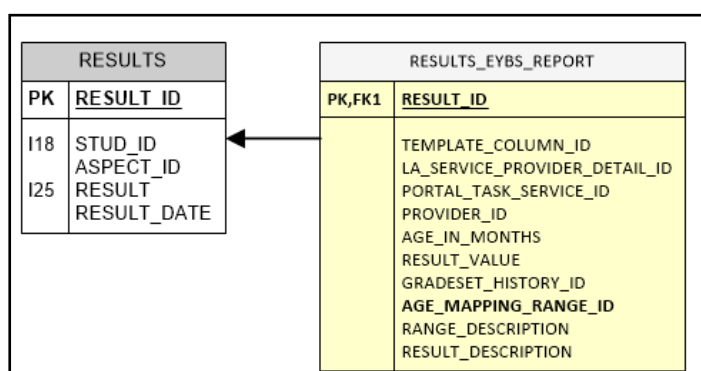 RESULTS
PK RESULT_ID
I18 STUD_ID
ASPECT_ID
I25 RESULT
RESULT_DATE
RESULTS_EYBS_REPORT
PK,FK1 RESULT_ID
TEMPLATE_COLUMN_ID
LA_SERVICE_PROVIDER_DETAIL_ID
PORTAL_TASK_SERVICE_ID
PROVIDER_ID
AGE_IN_MONTHS
RESULT_VALUE
GRADESET_HISTORY_ID
AGE_MAPPING_RANGE_ID
RANGE_DESCRIPTION
RESULT_DESCRIPTION